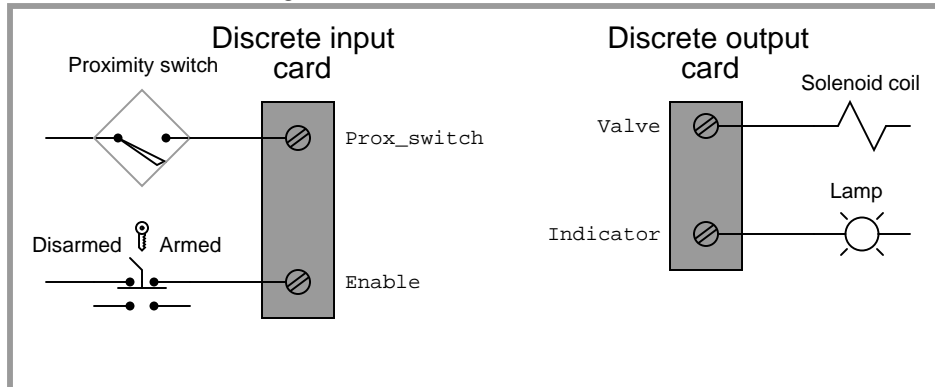 Discrete input
card
Proximity switch
Prox_switch
Disarmed Armed
Enable
Discrete output
card
Solenoid coil
Valve
Lamp
Indicator